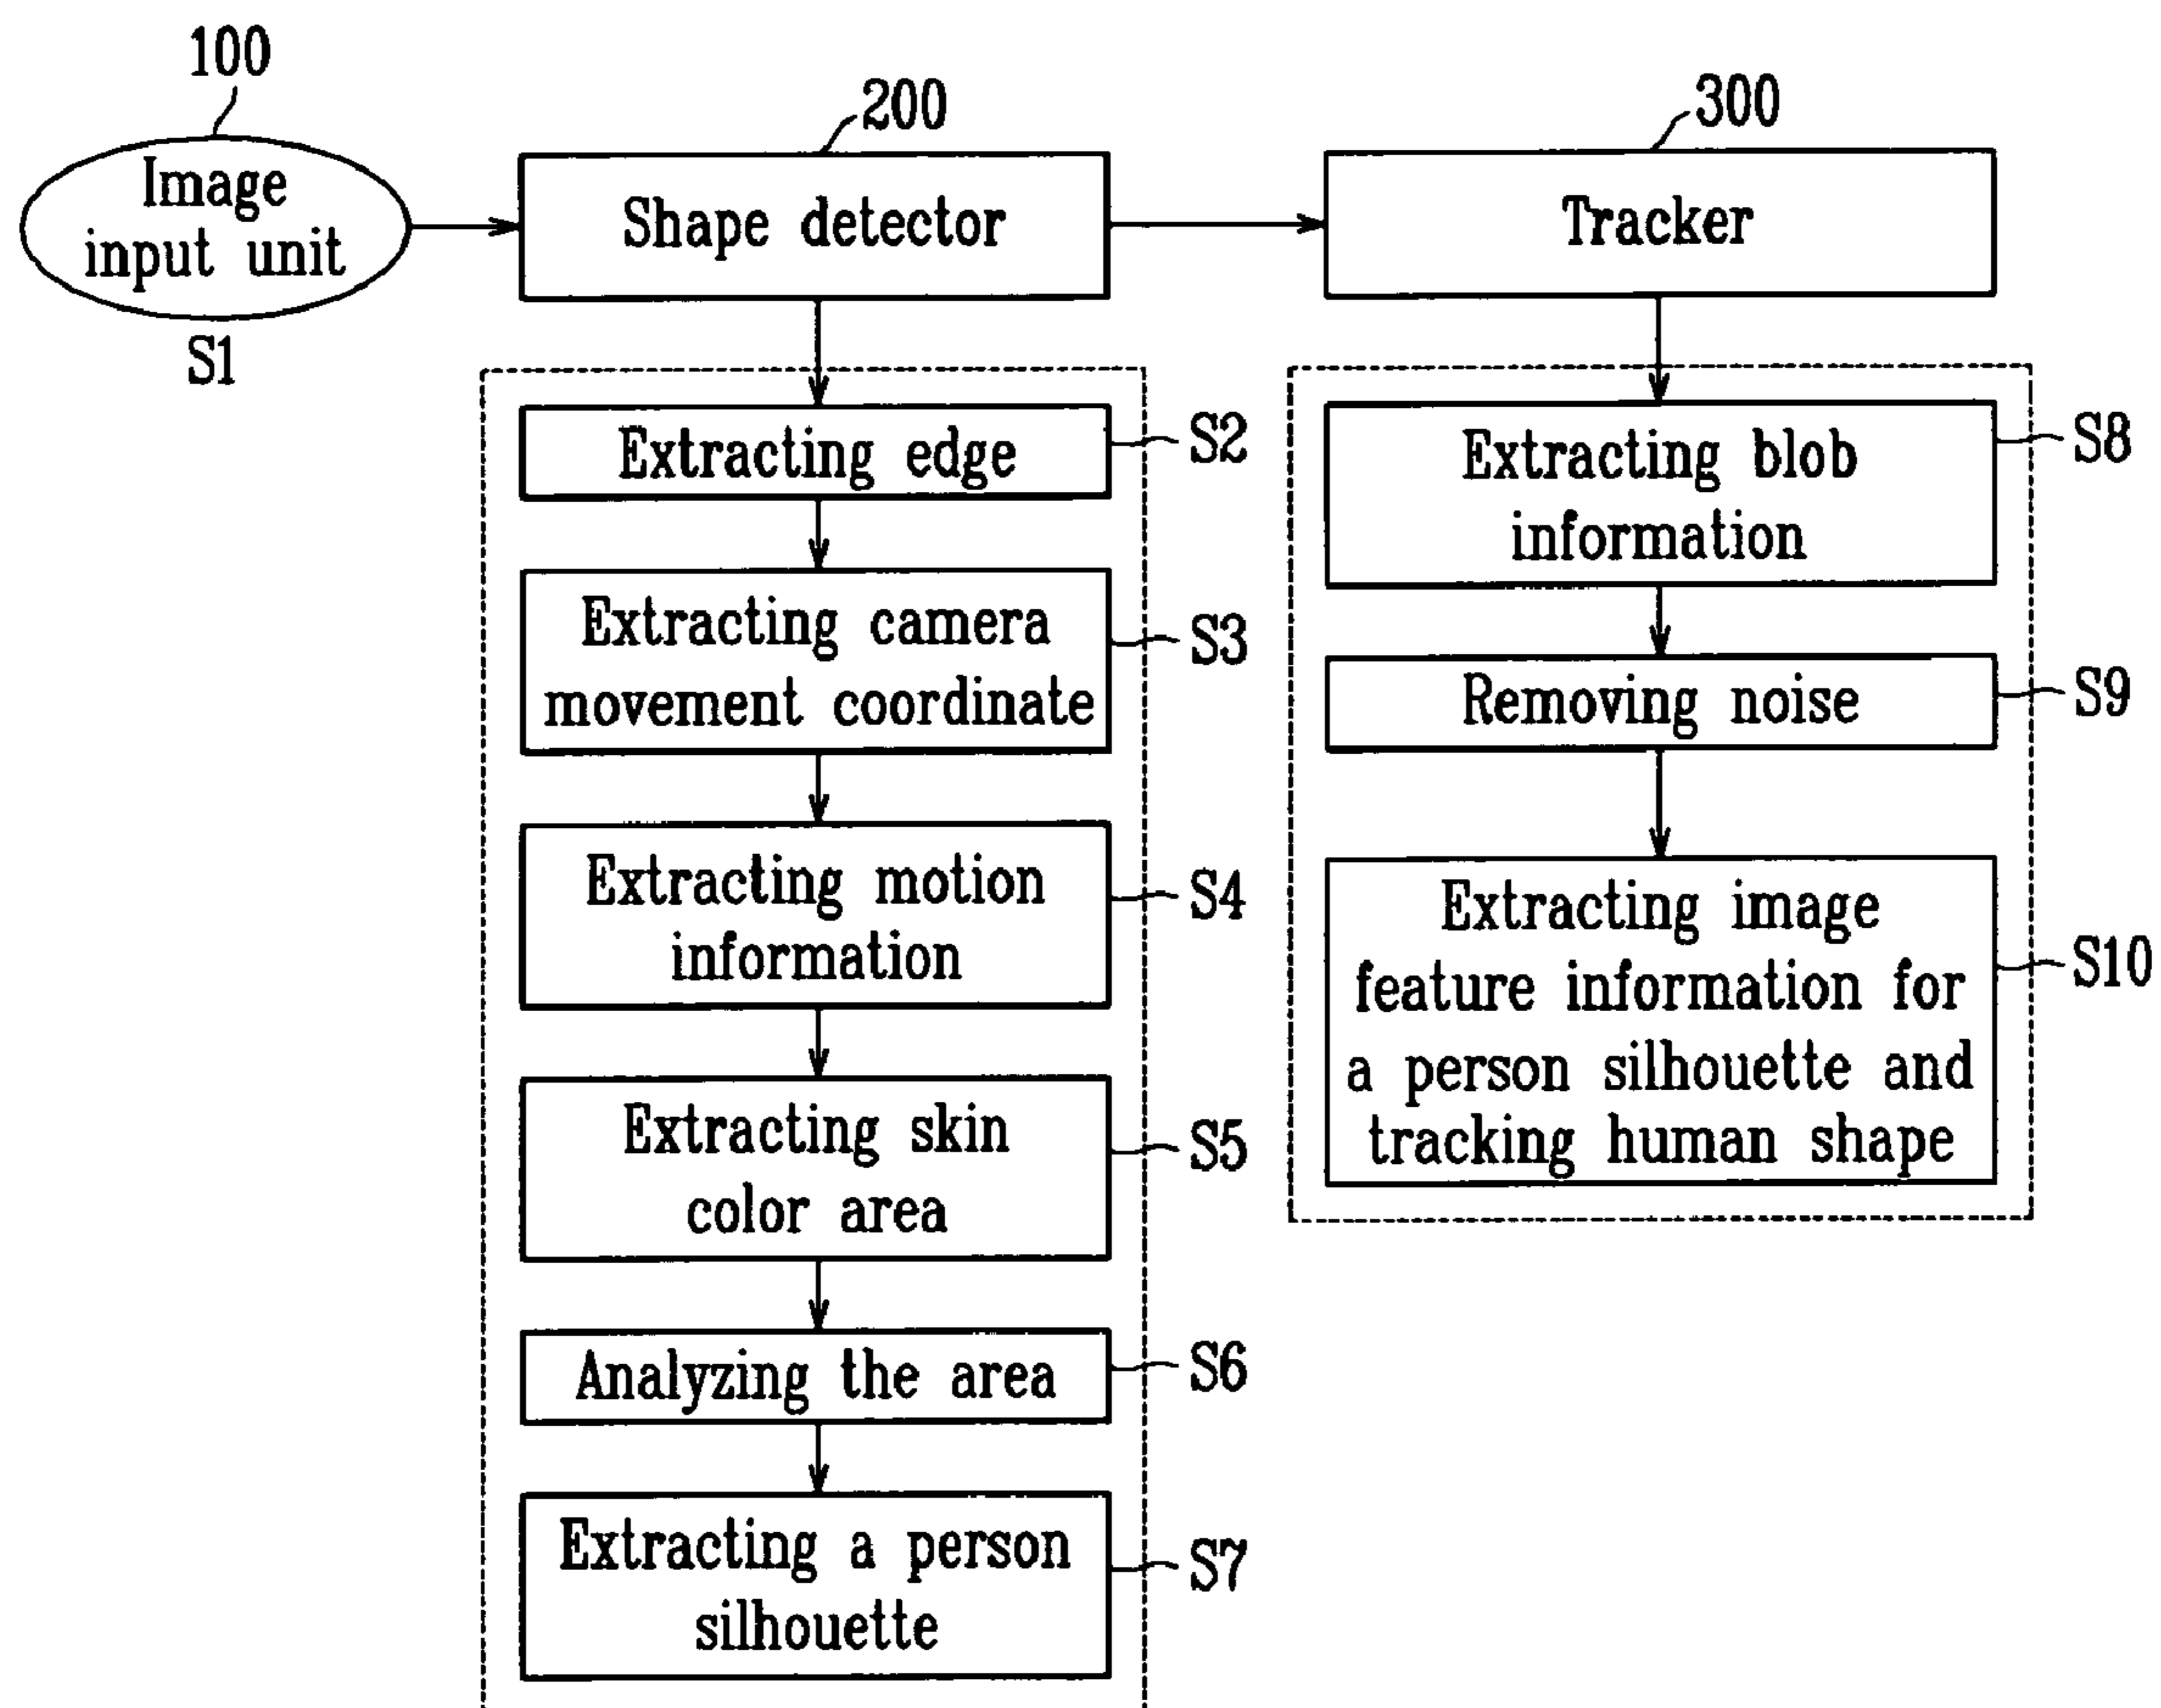 100
Image
input unit
S1
200
Shape detector
300
Tracker
Extracting edge
S2
Extracting camera
movement coordinate
S3
Extracting motion
information
S4
Extracting skin
color area
S5
Analyzing the area
S6
Extracting a person
silhouette
S7
Extracting blob
information
S8
Removing noise
S9
Extracting image
feature information for
a person silhouette and
tracking human shape
S10